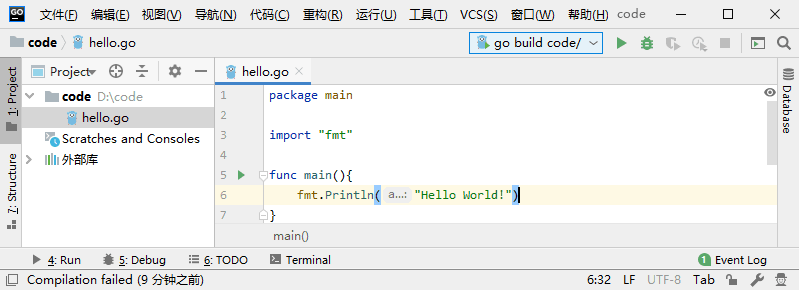 GO 文件(F) 编辑(E) 视图(V) 导航(N) 代码(C) 重构(R) 运行(U) 工具(T) VCS(S) 窗口(W) 帮助(H) code
code hello.go go build code/
Project hello.go
1: Project
code D:\code
hello.go
Scratches and Consoles
外部库
7: Structure
1 package main
2
3 import "fmt"
4
5 func main(){
6 fmt.Println( a...: "Hello World!")
7 }
main()
Database
4: Run 5: Debug 6: TODO Terminal 1 Event Log
Compilation failed (9 分钟之前) 6:32 LF UTF-8 Tab